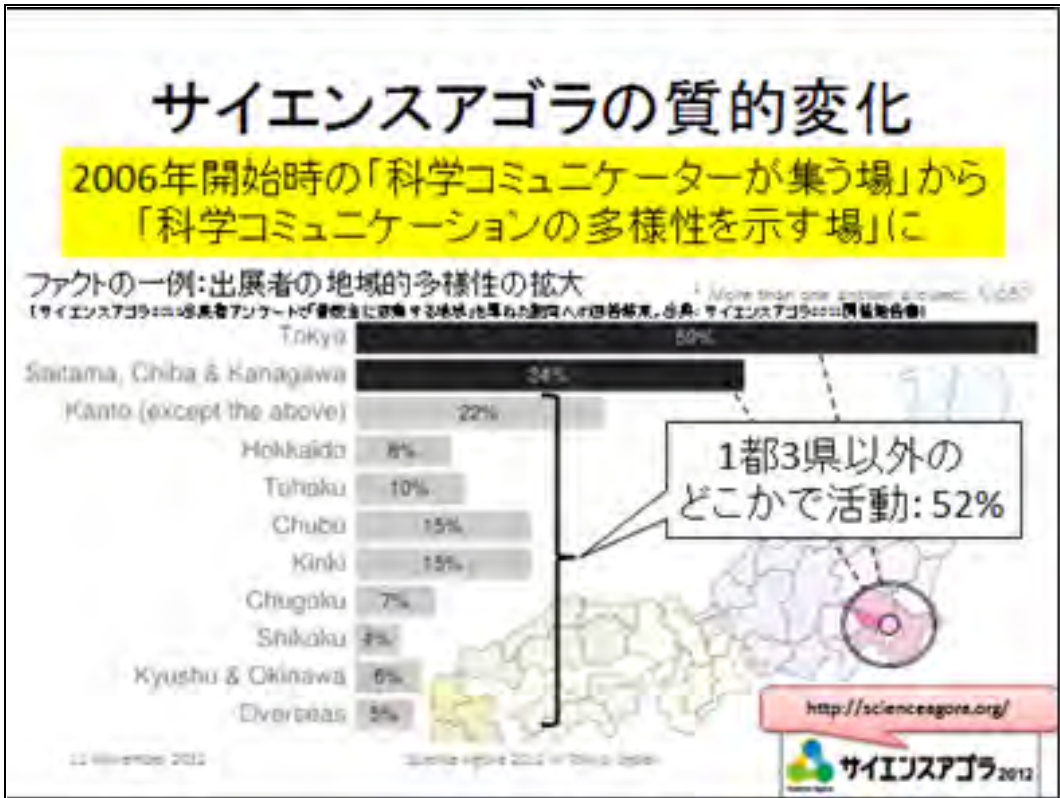 サイエンスアゴラの質的変化
2006年開始時の「科学コミュニケーターが集う場」から
「科学コミュニケーションの多様性を示す場」に
ファクトの一例:出展者の地域的多様性の拡大
* More than one answer allowed.
Tokyo 59%
Saitama, Chiba & Kanagawa 34%
Kanto (except the above) 22%
Hokkaido 8%
Tohoku 10%
Chubu 15%
Kinki 15%
Chugoku 7%
Shikoku 4%
Kyushu & Okinawa 6%
Overseas 5%
1都3県以外の
どこかで活動: 52%
http://scienceagora.org/
サイエンスアゴラ2012